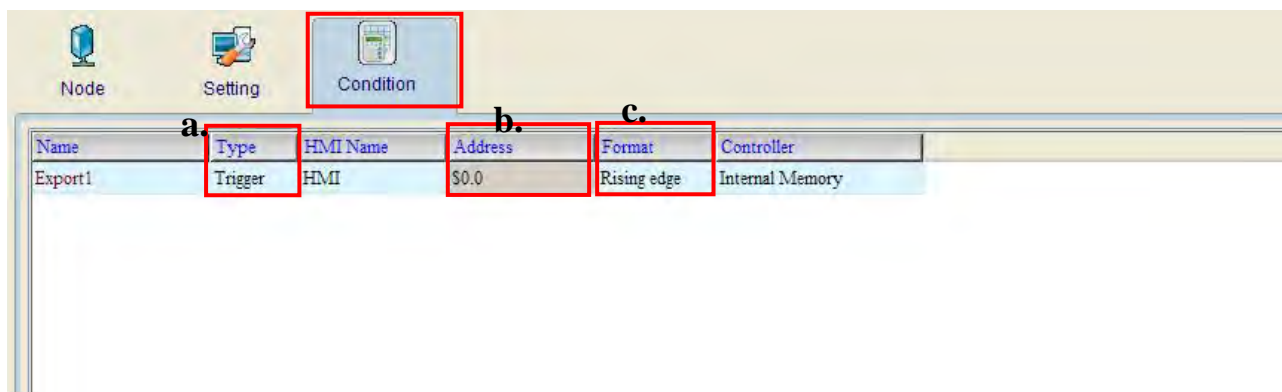 Node Setting Condition
a. b. c.
Name Type HMI Name Address Format Controller
Export1 Trigger HMI $0.0 Rising edge Internal Memory